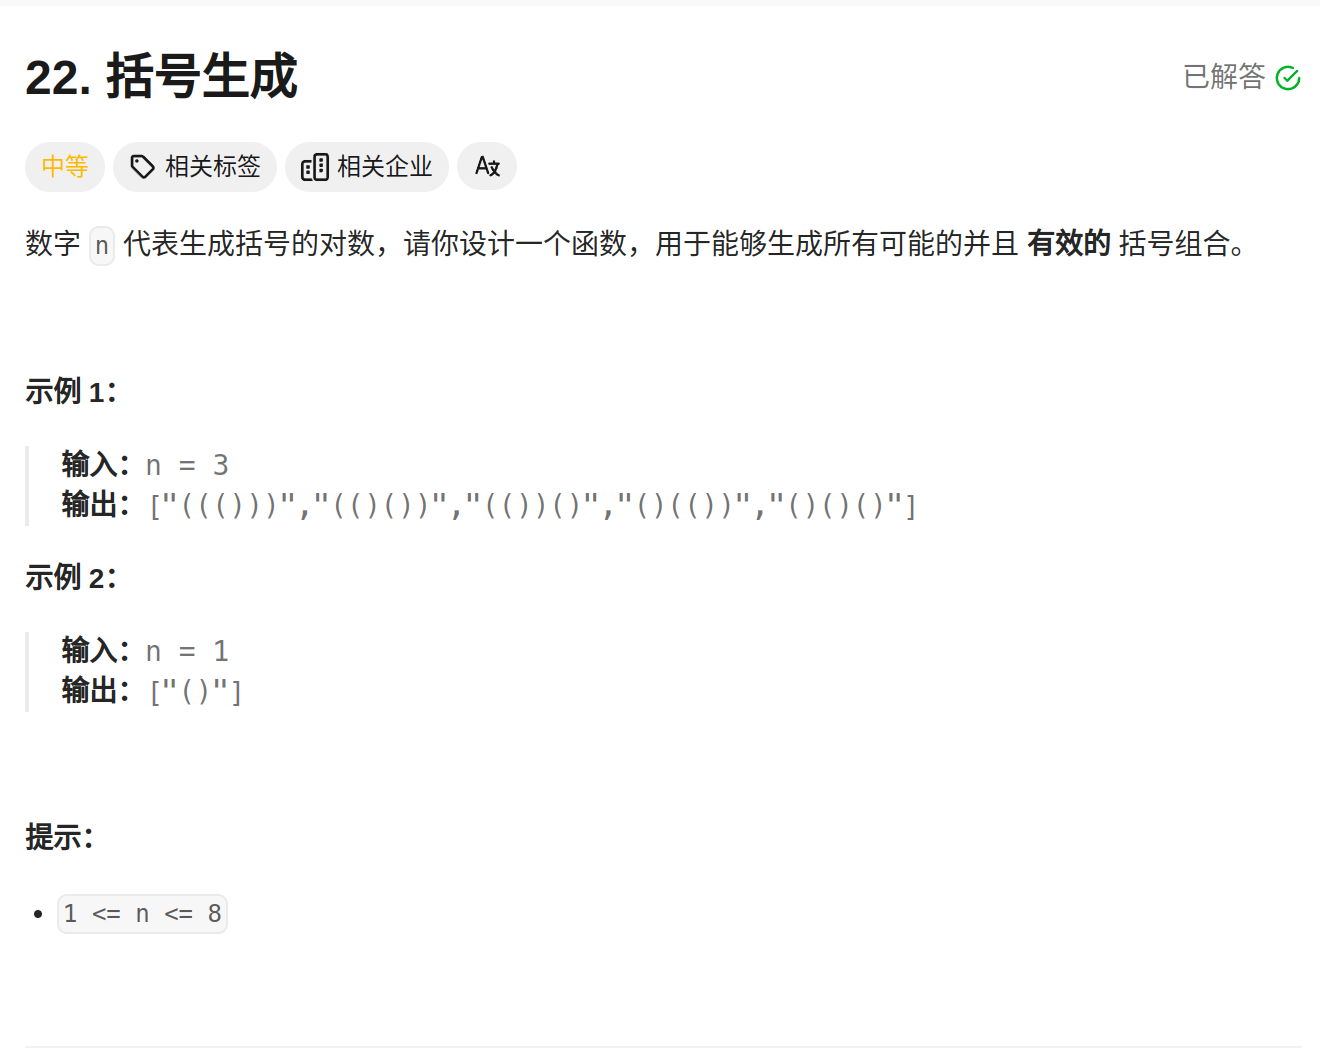 22. 括号生成
已解答
中等 相关标签 相关企业
数字 n 代表生成括号的对数，请你设计一个函数，用于能够生成所有可能的并且 有效的 括号组合。
示例 1：
输入：n = 3
输出：["((()))","(()())","(())()","()(())","()()()"]
示例 2：
输入：n = 1
输出：["()"]
提示：
1 <= n <= 8